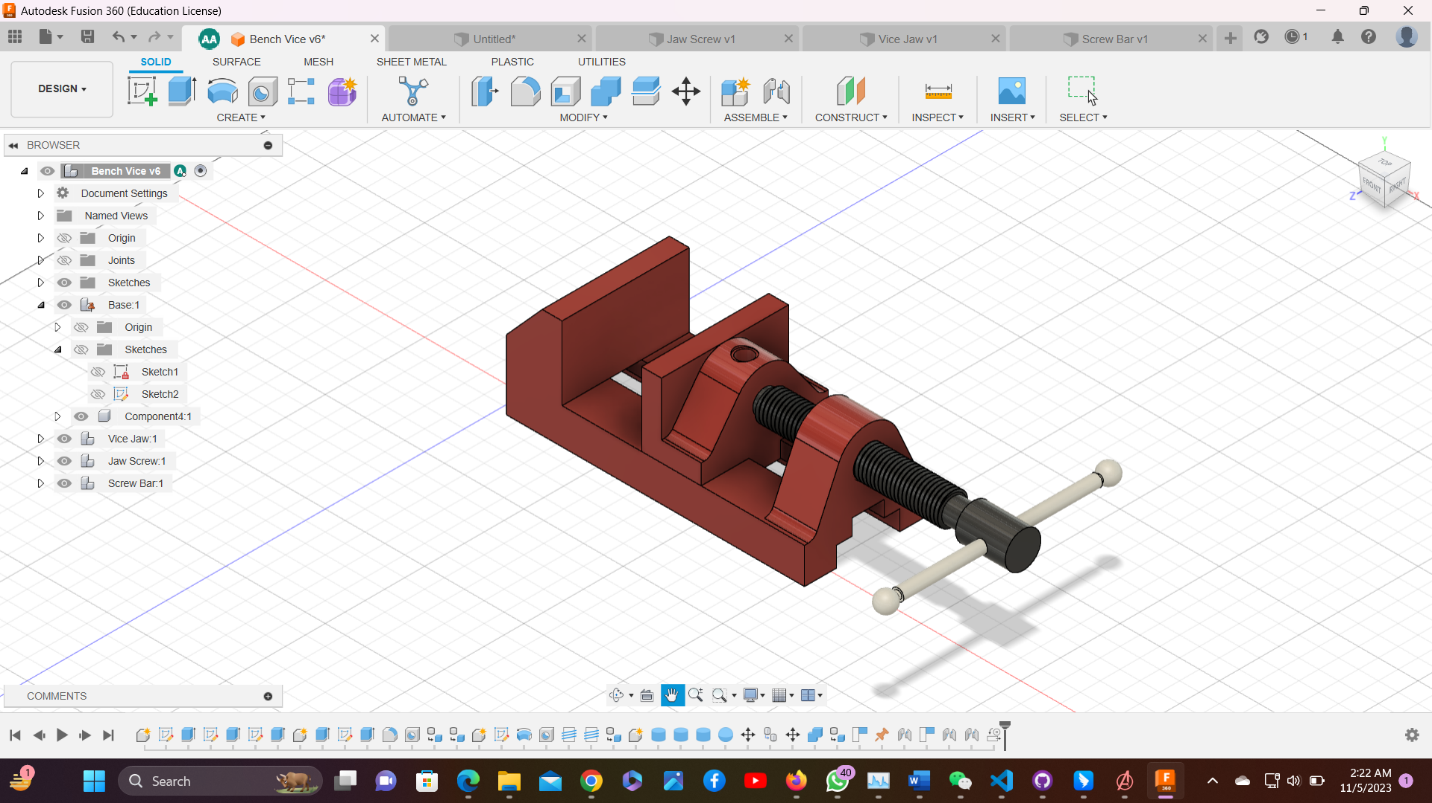 Autodesk Fusion 360 (Education License)
AA Bench Vice v6* Untitled* Jaw Screw v1 Vice Jaw v1 Screw Bar v1 1
SOLID SURFACE MESH SHEET METAL PLASTIC UTILITIES
DESIGN
CREATE AUTOMATE MODIFY ASSEMBLE CONSTRUCT INSPECT INSERT SELECT
BROWSER
Bench Vice v6
Document Settings
Named Views
Origin
Joints
Sketches
Base:1
Origin
Sketches
Sketch1
Sketch2
Component4:1
Vice Jaw:1
Jaw Screw:1
Screw Bar:1
Y
TOP
FRONT RIGHT
Z X
COMMENTS
1 Search 40 2:22 AM
11/5/2023 1